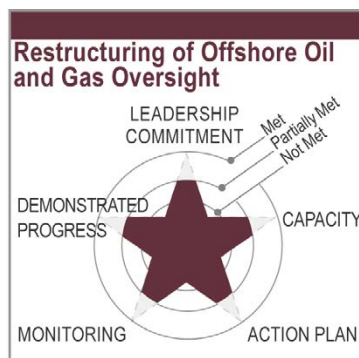 Restructuring of Offshore Oil
and Gas Oversight
LEADERSHIP
COMMITMENT
Met
Partially Met
Not Met
DEMONSTRATED
PROGRESS
CAPACITY
MONITORING
ACTION PLAN